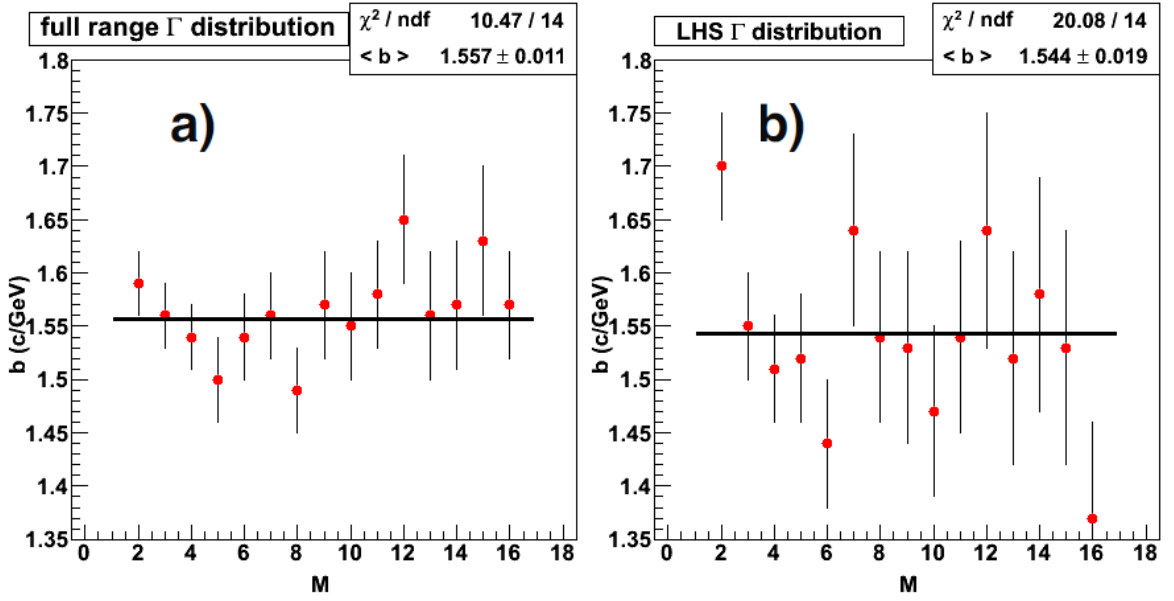 full range Γ distribution
χ² / ndf 10.47 / 14
< b > 1.557 ± 0.011
a)
b (c/GeV)
1.8
1.75
1.7
1.65
1.6
1.55
1.5
1.45
1.4
1.35
0 2 4 6 8 10 12 14 16 18
M
LHS Γ distribution
χ² / ndf 20.08 / 14
< b > 1.544 ± 0.019
b)
b (c/GeV)
1.8
1.75
1.7
1.65
1.6
1.55
1.5
1.45
1.4
1.35
0 2 4 6 8 10 12 14 16 18
M